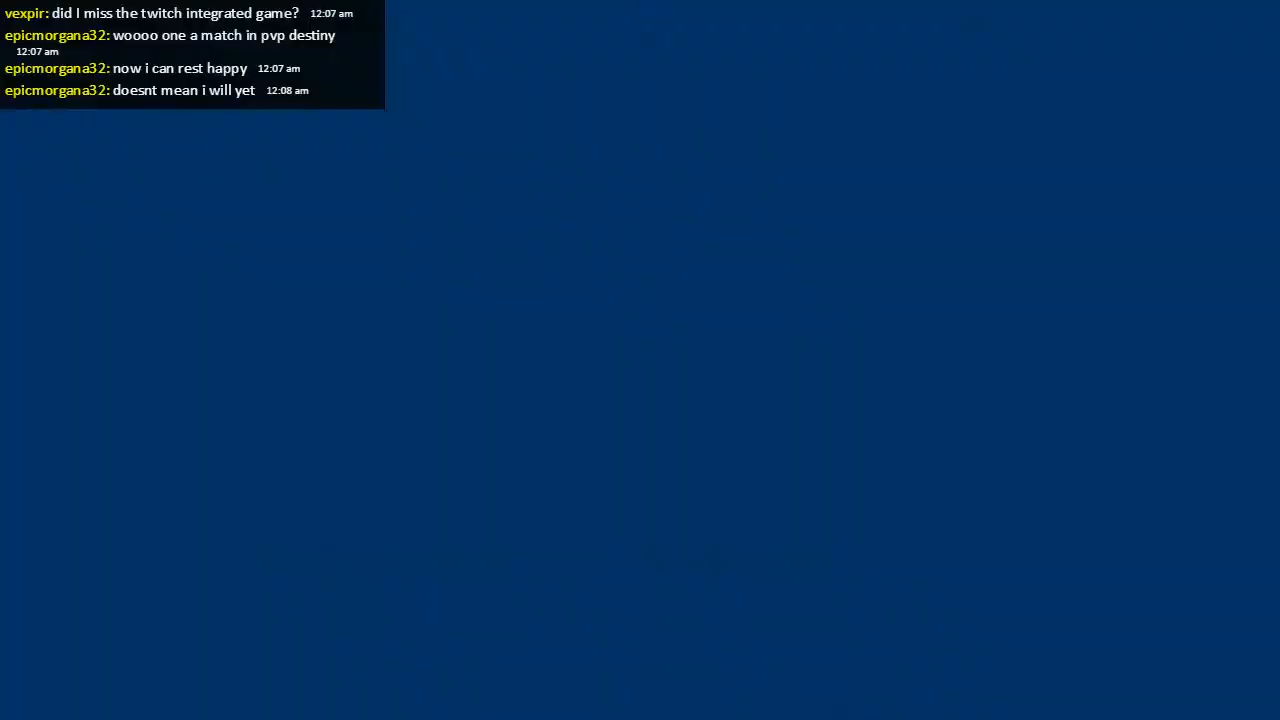 vexpir: did I miss the twitch integrated game? 12:07 am
epicmorgana32: woooo one a match in pvp destiny
12:07 am
epicmorgana32: now i can rest happy 12:07 am
epicmorgana32: doesnt mean i will yet 12:08 am